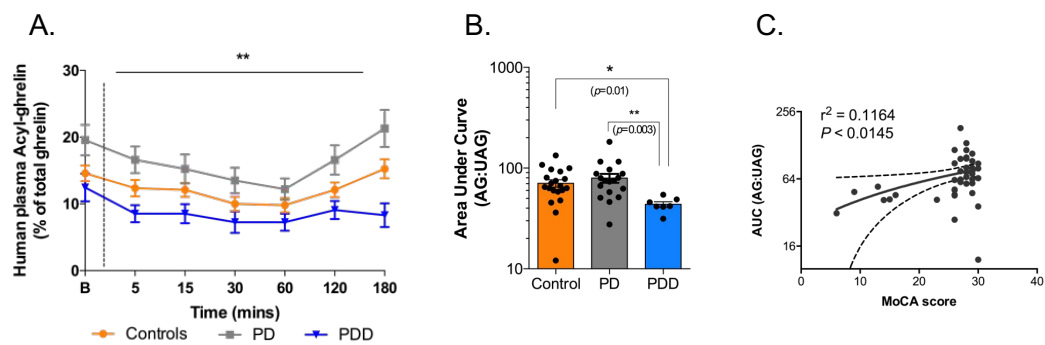 A.
**
Human plasma Acyl-ghrelin
(% of total ghrelin)
30
20
10
0
B 5 15 30 60 120 180
Time (mins)
Controls PD PDD
B.
*
(p=0.01)
**
(p=0.003)
Area Under Curve
(AG:UAG)
1000
100
10
Control PD PDD
C.
r² = 0.1164
P < 0.0145
AUC (AG:UAG)
256
64
16
0 10 20 30 40
MoCA score